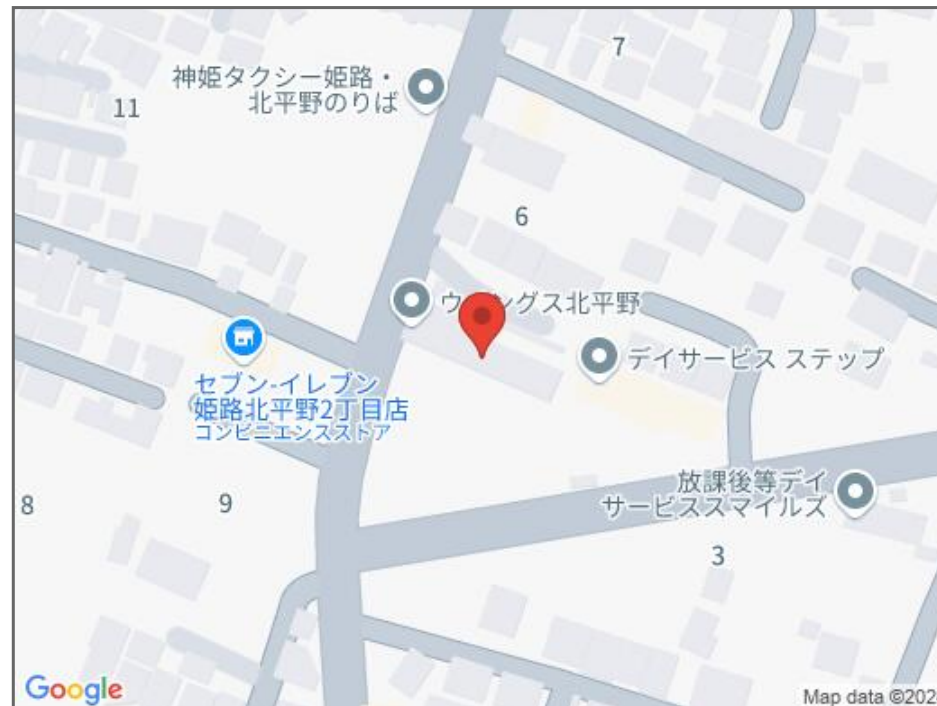 7
神姫タクシー姫路・
北平野のりば
11
6
ウ
ングス北平野
デイサービス ステップ
セブン-イレブン
姫路北平野2丁目店
コンビニエンスストア
放課後等デイ
サービススマイルズ
8
9
3
Google
Map data ©202